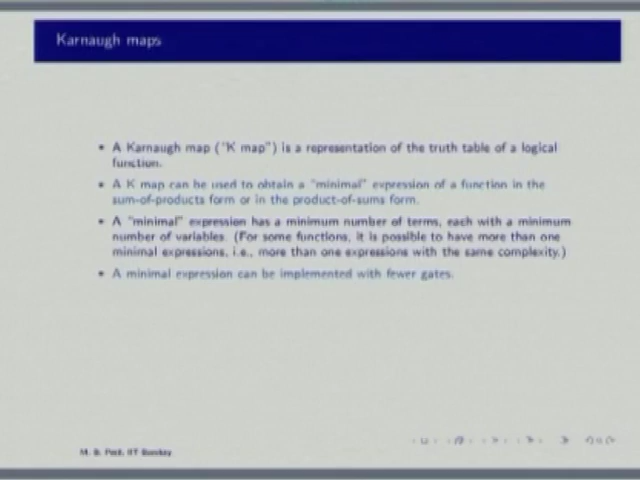 Karnaugh maps
• A Karnaugh map ("K map") is a representation of the truth table of a logical
function.
• A K map can be used to obtain a "minimal" expression of a function in the
sum-of-products form or in the product-of-sums form.
• A "minimal" expression has a minimum number of terms, each with a minimum
number of variables. (For some functions, it is possible to have more than one
minimal expressions, i.e., more than one expressions with the same complexity.)
• A minimal expression can be implemented with fewer gates.
M. B. Patil, IIT Bombay